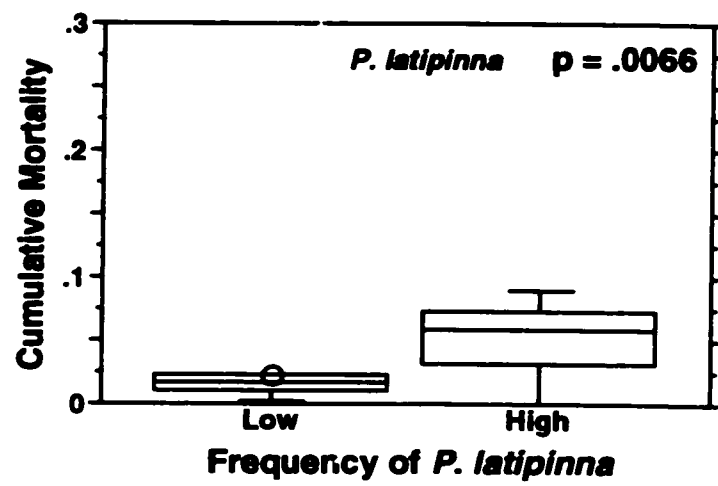 .3
P. latipinna p = .0066
.2
.1
0
Cumulative Mortality
Low High
Frequency of P. latipinna